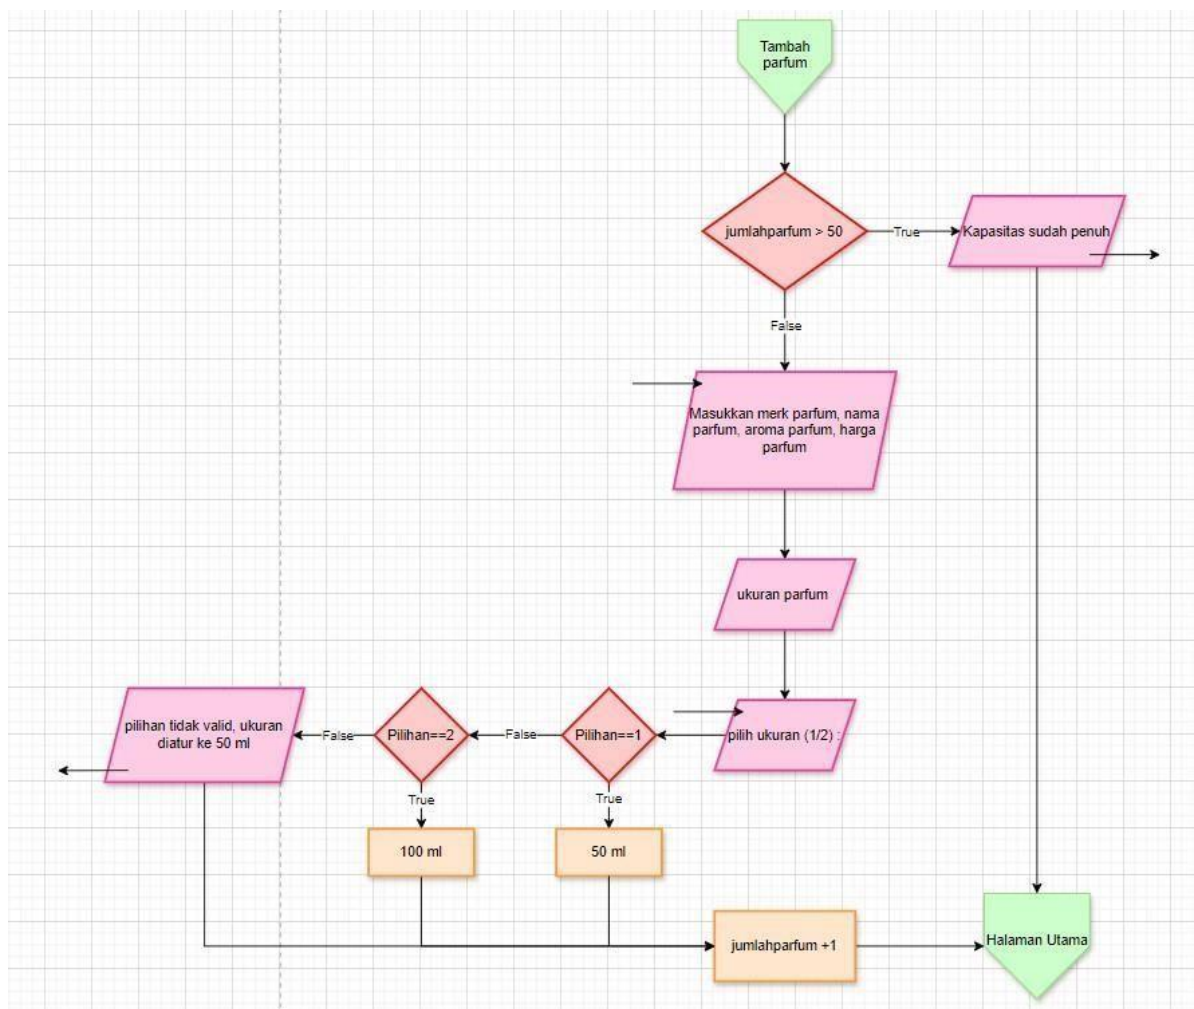 Tambah
parfum
jumlahparfum > 50
True
Kapasitas sudah penuh
False
Masukkan merk parfum, nama
parfum, aroma parfum, harga
parfum
ukuran parfum
pilih ukuran (1/2) :
Pilihan==1
False
Pilihan==2
False
pilihan tidak valid, ukuran
diatur ke 50 ml
True
True
100 ml
50 ml
jumlahparfum +1
Halaman Utama